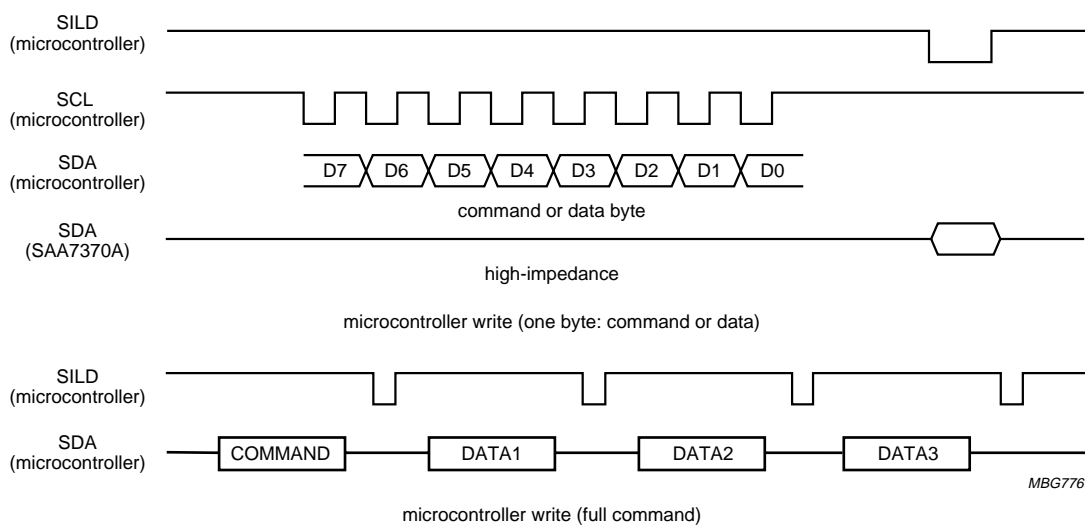 SILD
(microcontroller)
SCL
(microcontroller)
SDA
(microcontroller)
D7 D6 D5 D4 D3 D2 D1 D0
command or data byte
SDA
(SAA7370A)
high-impedance
microcontroller write (one byte: command or data)
SILD
(microcontroller)
SDA
(microcontroller)
COMMAND DATA1 DATA2 DATA3
MBG776
microcontroller write (full command)